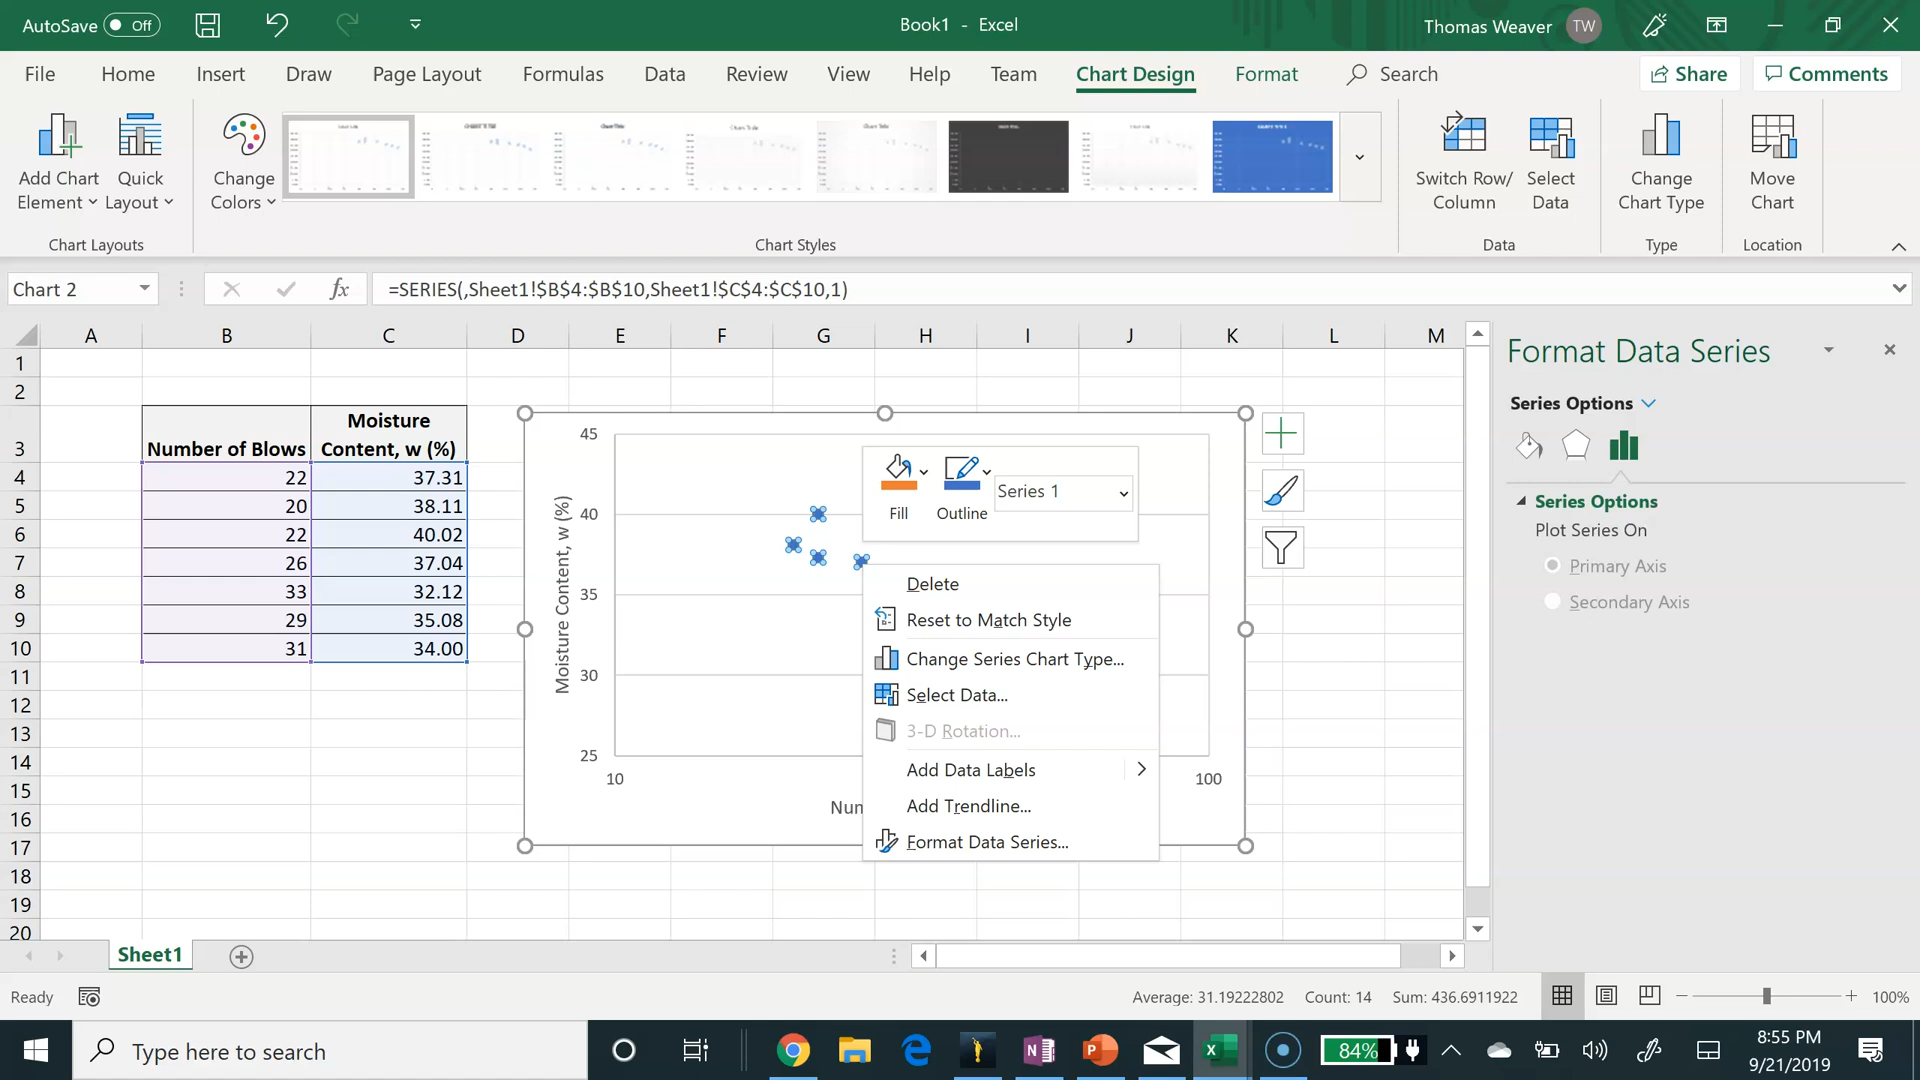 AutoSave Off
Book1 - Excel
Thomas Weaver TW
File Home Insert Draw Page Layout Formulas Data Review View Help Team Chart Design Format Search Share Comments
Add Chart Element
Quick Layout
Change Colors
Switch Row/ Column
Select Data
Change Chart Type
Move Chart
Chart Layouts
Chart Styles
Data
Type
Location
Chart 2
fx
=SERIES(,Sheet1!$B$4:$B$10,Sheet1!$C$4:$C$10,1)
A B C D E F G H I J K L M
1
2
3 Number of Blows Moisture Content, w (%)
4 22 37.31
5 20 38.11
6 22 40.02
7 26 37.04
8 33 32.12
9 29 35.08
10 31 34.00
11
12
13
14
15
16
17
18
19
20
45
40
35
30
25
10
100
Moisture Content, w (%)
Num
Fill
Outline
Series 1
Delete
Reset to Match Style
Change Series Chart Type...
Select Data...
3-D Rotation...
Add Data Labels
Add Trendline...
Format Data Series...
Format Data Series
Series Options
Series Options
Plot Series On
Primary Axis
Secondary Axis
Sheet1
Ready
Average: 31.19222802 Count: 14 Sum: 436.6911922
100%
Type here to search
84%
8:55 PM
9/21/2019